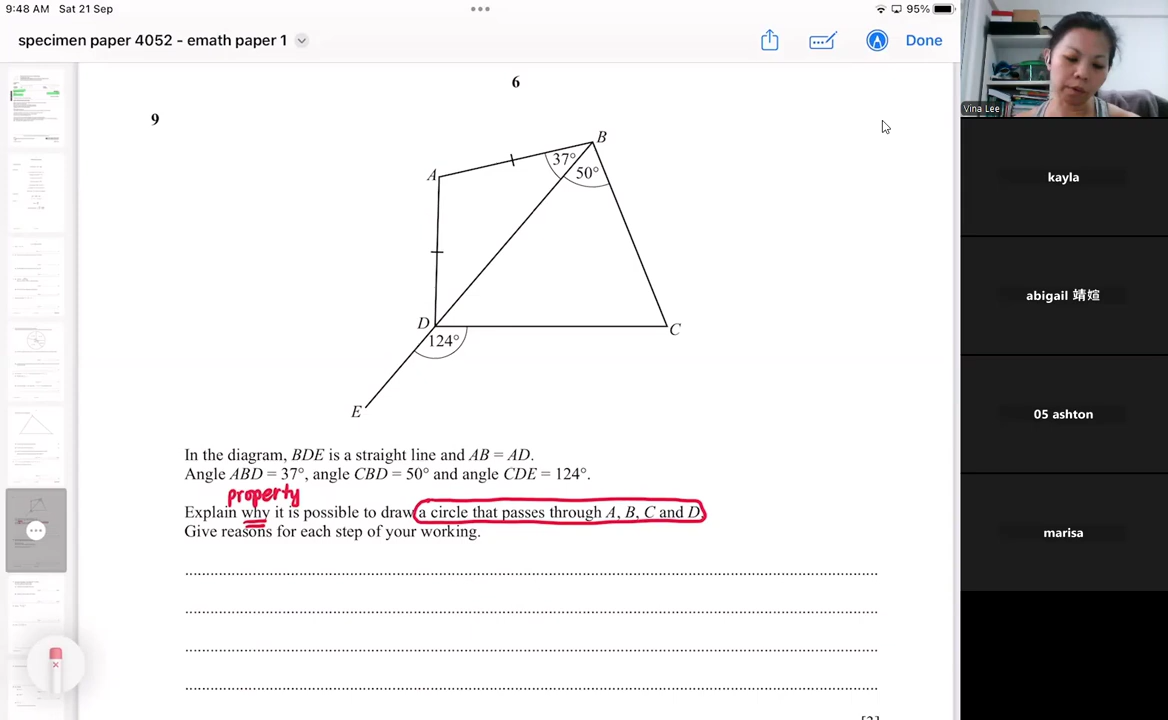 9:48 AM Sat 21 Sep
95%
specimen paper 4052 - emath paper 1
Done
Vina Lee
6
9
B
37°
50°
A
kayla
D
C
124°
abigail 靖媗
E
05 ashton
In the diagram, BDE is a straight line and AB = AD.
Angle ABD = 37°, angle CBD = 50° and angle CDE = 124°.
property
Explain why it is possible to draw a circle that passes through A, B, C and D.
Give reasons for each step of your working.
marisa